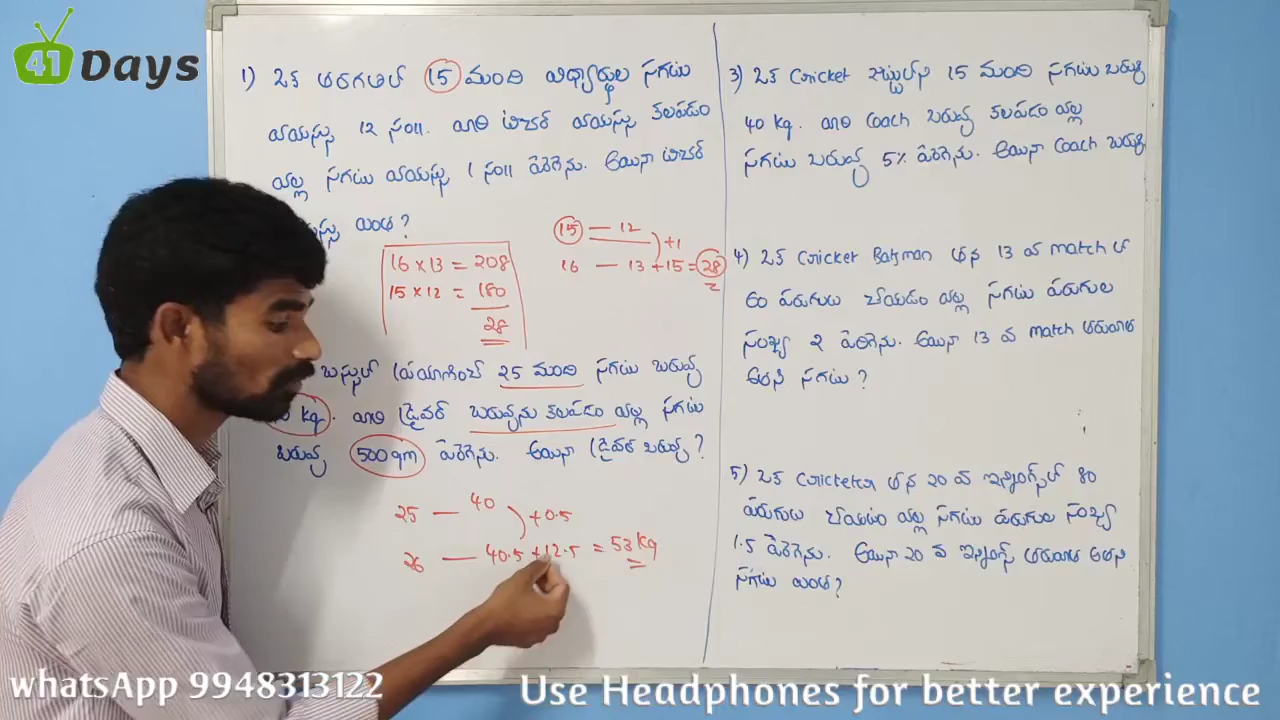 41 Days
1) ఒక తరగతిలో 15 మంది విద్యార్థుల సగటు
వయస్సు 12 సం॥. వారి టీచర్ వయస్సు కలపడం
వల్ల సగటు వయస్సు 1 సం॥ పెరిగెను. అయినా టీచర్
ఎంత?
15 — 12
+1
16 — 13 + 15 = 28
16 × 13 = 208
15 × 12 = 180
28
బస్సులో ప్రయాణించే 25 మంది సగటు బరువు
kg. వారి డ్రైవర్ బరువును కలపడం వల్ల సగటు
బరువు 500 gm పెరిగెను. అయినా డ్రైవర్ బరువు?
25 — 40
+0.5
26 — 40.5 + 12.5 = 53 kg
3) ఒక Cricket జట్టులోని 15 మంది సగటు బరువు
40 kg. వారి Coach బరువు కలపడం వల్ల
సగటు బరువు 5% పెరిగెను. అయినా Coach బరువు
4) ఒక Cricket Batsman తన 13 వ match లో
60 పరుగులు చేయడం వల్ల సగటు పరుగుల
సంఖ్య 2 పెరిగెను. అయినా 13 వ match తరువాత
అతని సగటు?
5) ఒక Cricketer తన 20 వ ఇన్నింగ్స్‌లో 80
పరుగులు చేయడం వల్ల సగటు పరుగుల సంఖ్య
1.5 పెరిగెను. అయినా 20 వ ఇన్నింగ్స్ తరువాత అతని
సగటు ఎంత?
whatsApp 9948313122
Use Headphones for better experience